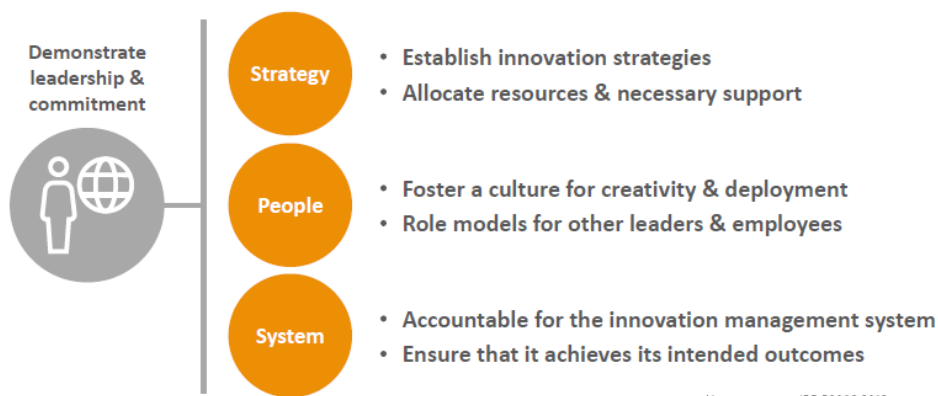 Demonstrate
leadership &
commitment
Strategy
• Establish innovation strategies
• Allocate resources & necessary support
People
• Foster a culture for creativity & deployment
• Role models for other leaders & employees
System
• Accountable for the innovation management system
• Ensure that it achieves its intended outcomes